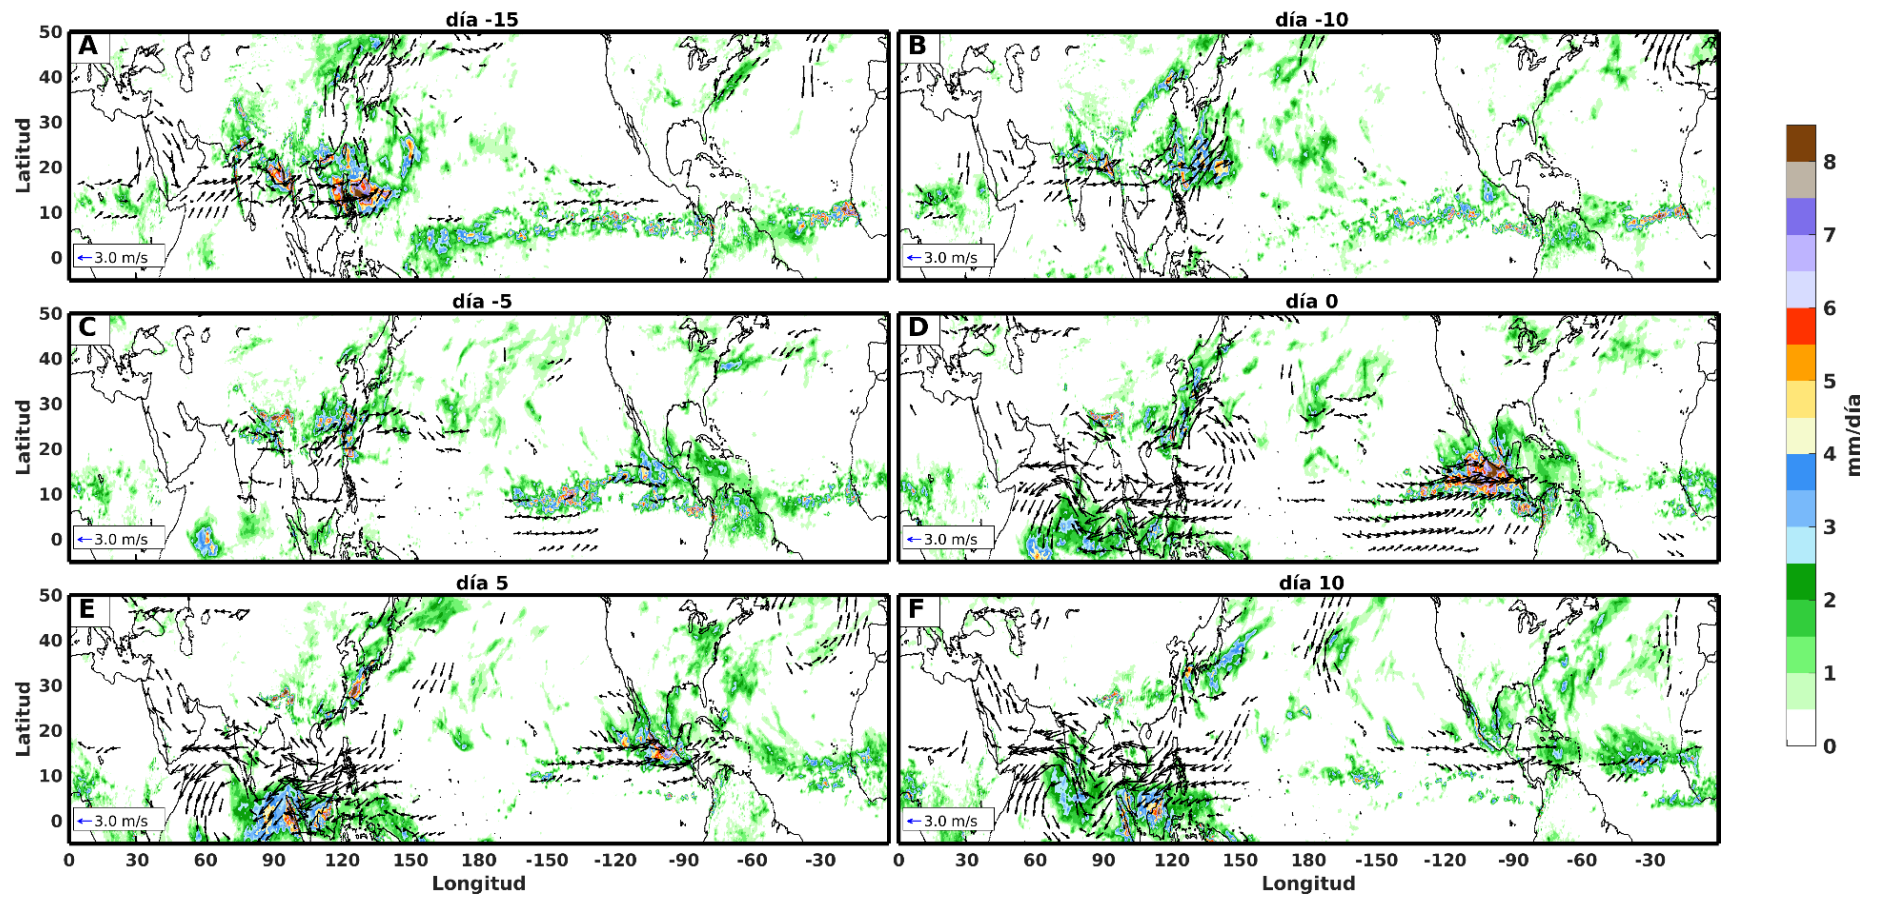 día -15
día -10
50
40
30
20
10
0
Latitud
A
3.0 m/s
B
3.0 m/s
día -5
día 0
50
40
30
20
10
0
Latitud
C
3.0 m/s
D
3.0 m/s
día 5
día 10
50
40
30
20
10
0
Latitud
E
3.0 m/s
F
3.0 m/s
0 30 60 90 120 150 180 -150 -120 -90 -60 -30
0 30 60 90 120 150 180 -150 -120 -90 -60 -30
Longitud
Longitud
8
7
6
5
4
3
2
1
0
mm/día